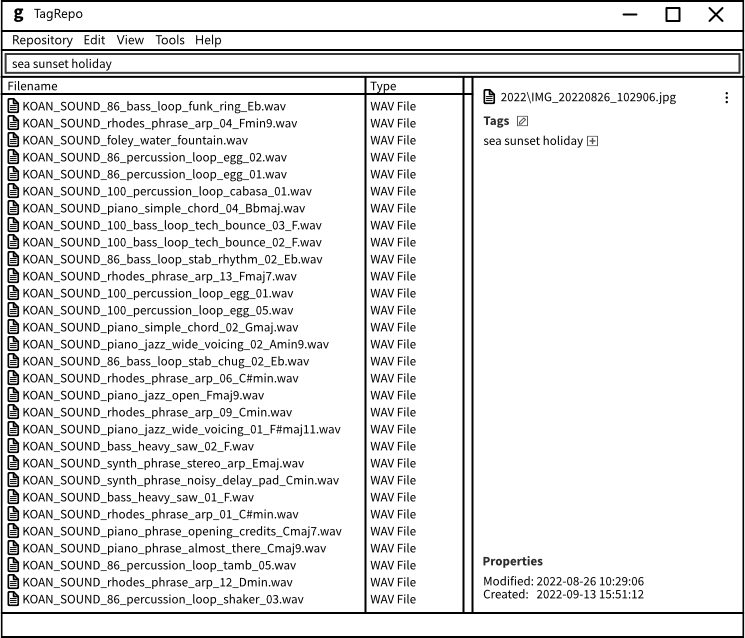 g TagRepo
Repository Edit View Tools Help
sea sunset holiday
Filename Type
KOAN_SOUND_86_bass_loop_funk_ring_Eb.wav WAV File
KOAN_SOUND_rhodes_phrase_arp_04_Fmin9.wav WAV File
KOAN_SOUND_foley_water_fountain.wav WAV File
KOAN_SOUND_86_percussion_loop_egg_02.wav WAV File
KOAN_SOUND_86_percussion_loop_egg_01.wav WAV File
KOAN_SOUND_100_percussion_loop_cabasa_01.wav WAV File
KOAN_SOUND_piano_simple_chord_04_Bbmaj.wav WAV File
KOAN_SOUND_100_bass_loop_tech_bounce_03_F.wav WAV File
KOAN_SOUND_100_bass_loop_tech_bounce_02_F.wav WAV File
KOAN_SOUND_86_bass_loop_stab_rhythm_02_Eb.wav WAV File
KOAN_SOUND_rhodes_phrase_arp_13_Fmaj7.wav WAV File
KOAN_SOUND_100_percussion_loop_egg_01.wav WAV File
KOAN_SOUND_100_percussion_loop_egg_05.wav WAV File
KOAN_SOUND_piano_simple_chord_02_Gmaj.wav WAV File
KOAN_SOUND_piano_jazz_wide_voicing_02_Amin9.wav WAV File
KOAN_SOUND_86_bass_loop_stab_chug_02_Eb.wav WAV File
KOAN_SOUND_rhodes_phrase_arp_06_C#min.wav WAV File
KOAN_SOUND_piano_jazz_open_Fmaj9.wav WAV File
KOAN_SOUND_rhodes_phrase_arp_09_Cmin.wav WAV File
KOAN_SOUND_piano_jazz_wide_voicing_01_F#maj11.wav WAV File
KOAN_SOUND_bass_heavy_saw_02_F.wav WAV File
KOAN_SOUND_synth_phrase_stereo_arp_Emaj.wav WAV File
KOAN_SOUND_synth_phrase_noisy_delay_pad_Cmin.wav WAV File
KOAN_SOUND_bass_heavy_saw_01_F.wav WAV File
KOAN_SOUND_rhodes_phrase_arp_01_C#min.wav WAV File
KOAN_SOUND_piano_phrase_opening_credits_Cmaj7.wav WAV File
KOAN_SOUND_piano_phrase_almost_there_Cmaj9.wav WAV File
KOAN_SOUND_86_percussion_loop_tamb_05.wav WAV File
KOAN_SOUND_rhodes_phrase_arp_12_Dmin.wav WAV File
KOAN_SOUND_86_percussion_loop_shaker_03.wav WAV File
2022\IMG_20220826_102906.jpg
Tags
sea sunset holiday
Properties
Modified: 2022-08-26 10:29:06
Created: 2022-09-13 15:51:12